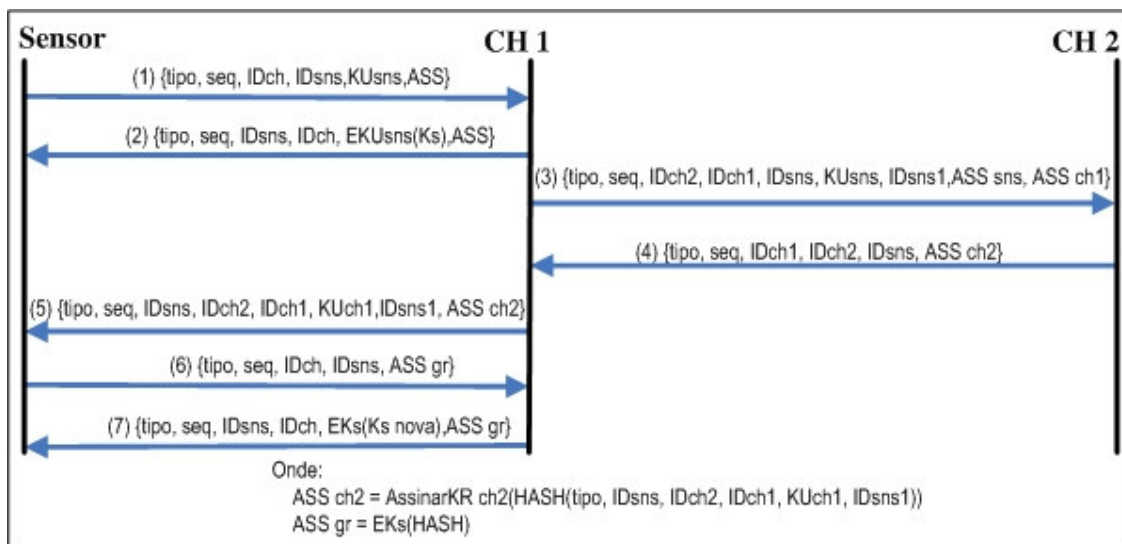 Sensor CH 1 CH 2
(1) {tipo, seq, IDch, IDsns,KUsns,ASS}
(2) {tipo, seq, IDsns, IDch, EKUsns(Ks),ASS}
(3) {tipo, seq, IDch2, IDch1, IDsns, KUsns, IDsns1,ASS sns, ASS ch1}
(4) {tipo, seq, IDch1, IDch2, IDsns, ASS ch2}
(5) {tipo, seq, IDsns, IDch2, IDch1, KUch1,IDsns1, ASS ch2}
(6) {tipo, seq, IDch, IDsns, ASS gr}
(7) {tipo, seq, IDsns, IDch, EKs(Ks nova),ASS gr}
Onde:
ASS ch2 = AssinarKR ch2(HASH(tipo, IDsns, IDch2, IDch1, KUch1, IDsns1))
ASS gr = EKs(HASH)